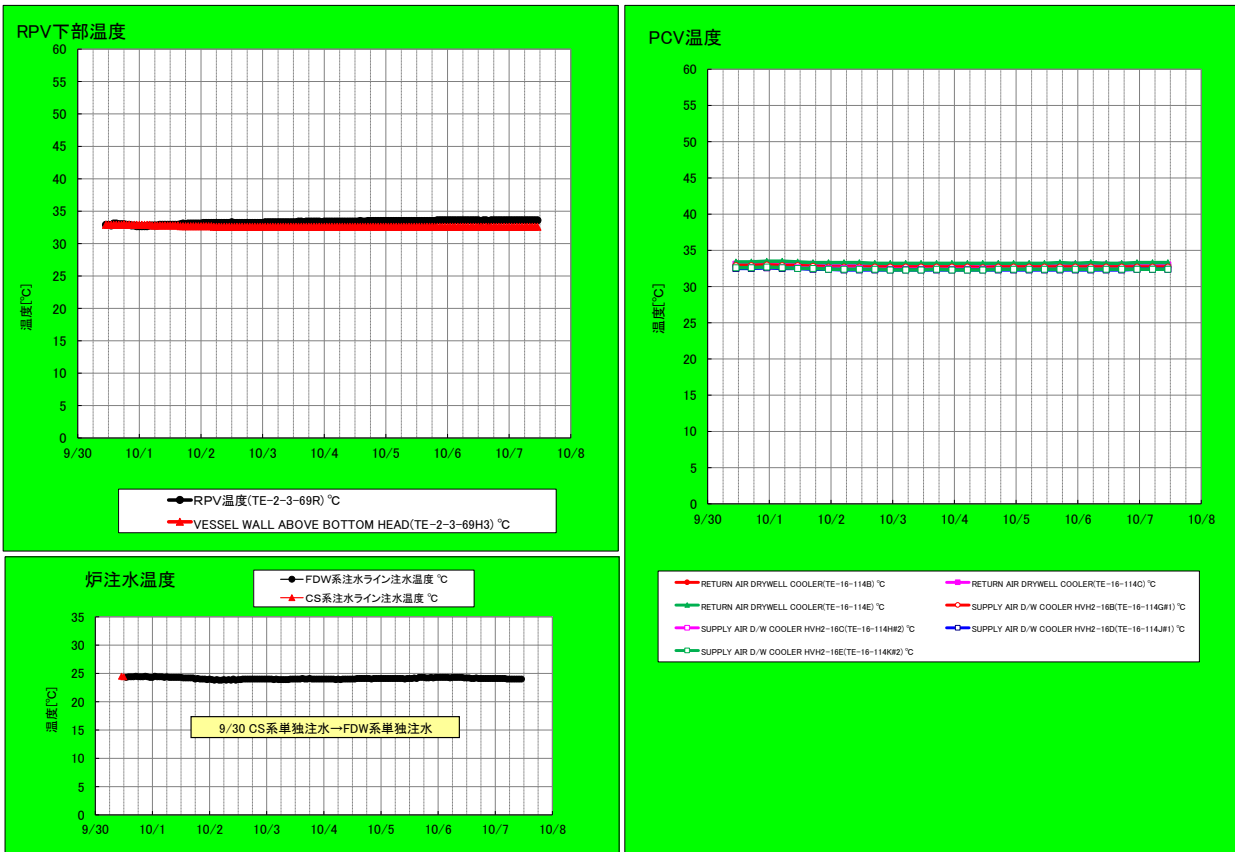 RPV下部温度
60
55
50
45
40
35
30
25
20
15
10
5
0
温度[℃]
9/30 10/1 10/2 10/3 10/4 10/5 10/6 10/7 10/8
RPV温度(TE-2-3-69R) ℃
VESSEL WALL ABOVE BOTTOM HEAD(TE-2-3-69H3) ℃
炉注水温度
FDW系注水ライン注水温度 ℃
CS系注水ライン注水温度 ℃
35
30
25
20
15
10
5
0
温度[℃]
9/30 CS系単独注水→FDW系単独注水
9/30 10/1 10/2 10/3 10/4 10/5 10/6 10/7 10/8
PCV温度
60
55
50
45
40
35
30
25
20
15
10
5
0
温度[℃]
9/30 10/1 10/2 10/3 10/4 10/5 10/6 10/7 10/8
RETURN AIR DRYWELL COOLER(TE-16-114B) ℃
RETURN AIR DRYWELL COOLER(TE-16-114C) ℃
RETURN AIR DRYWELL COOLER(TE-16-114E) ℃
SUPPLY AIR D/W COOLER HVH2-16B(TE-16-114G#1) ℃
SUPPLY AIR D/W COOLER HVH2-16C(TE-16-114H#2) ℃
SUPPLY AIR D/W COOLER HVH2-16D(TE-16-114J#1) ℃
SUPPLY AIR D/W COOLER HVH2-16E(TE-16-114K#2) ℃